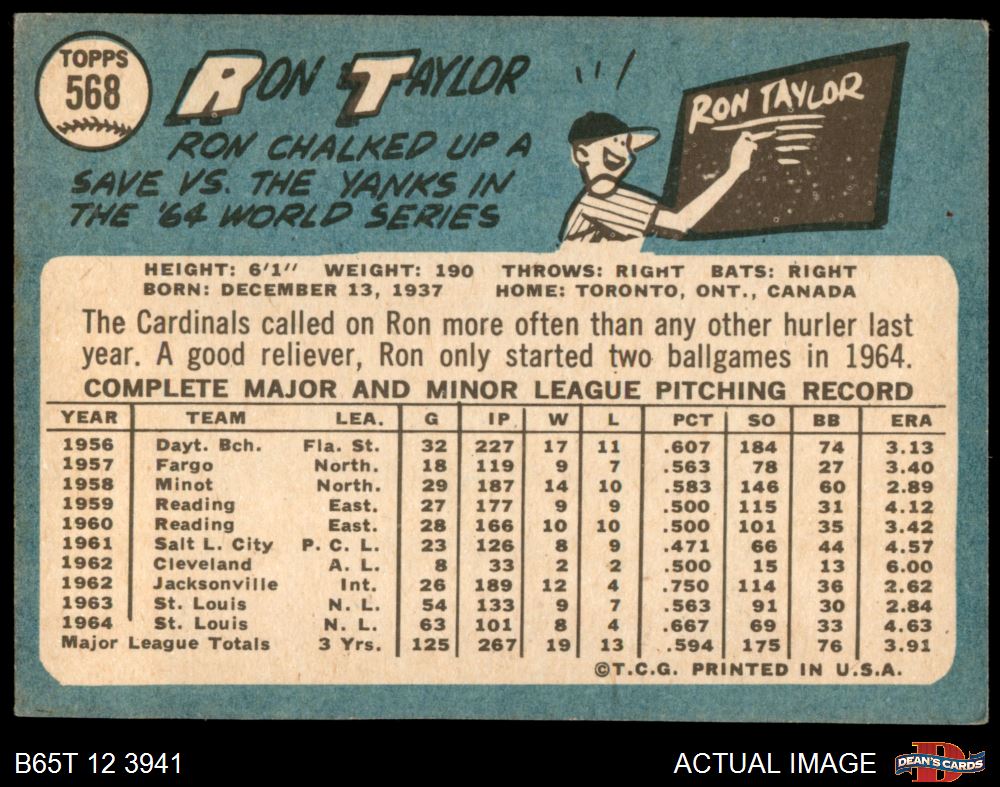 TOPPS
568
RON TAYLOR
RON CHALKED UP A
SAVE VS. THE YANKS IN
THE '64 WORLD SERIES
RON TAYLOR
HEIGHT: 6'1" WEIGHT: 190 THROWS: RIGHT BATS: RIGHT
BORN: DECEMBER 13, 1937 HOME: TORONTO, ONT., CANADA
The Cardinals called on Ron more often than any other hurler last
year. A good reliever, Ron only started two ballgames in 1964.
COMPLETE MAJOR AND MINOR LEAGUE PITCHING RECORD
YEAR TEAM LEA. G IP W L PCT SO BB ERA
1956 Dayt. Bch. Fla. St. 32 227 17 11 .607 184 74 3.13
1957 Fargo North. 18 119 9 7 .563 78 27 3.40
1958 Minot North. 29 187 14 10 .583 146 60 2.89
1959 Reading East. 27 177 9 9 .500 115 31 4.12
1960 Reading East. 28 166 10 10 .500 101 35 3.42
1961 Salt L. City P. C. L. 23 126 8 9 .471 66 44 4.57
1962 Cleveland A. L. 8 33 2 2 .500 15 13 6.00
1962 Jacksonville Int. 26 189 12 4 .750 114 36 2.62
1963 St. Louis N. L. 54 133 9 7 .563 91 30 2.84
1964 St. Louis N. L. 63 101 8 4 .667 69 33 4.63
Major League Totals 3 Yrs. 125 267 19 13 .594 175 76 3.91
©T.C.G. PRINTED IN U.S.A.
B65T 12 3941
ACTUAL IMAGE
DEAN'S CARDS